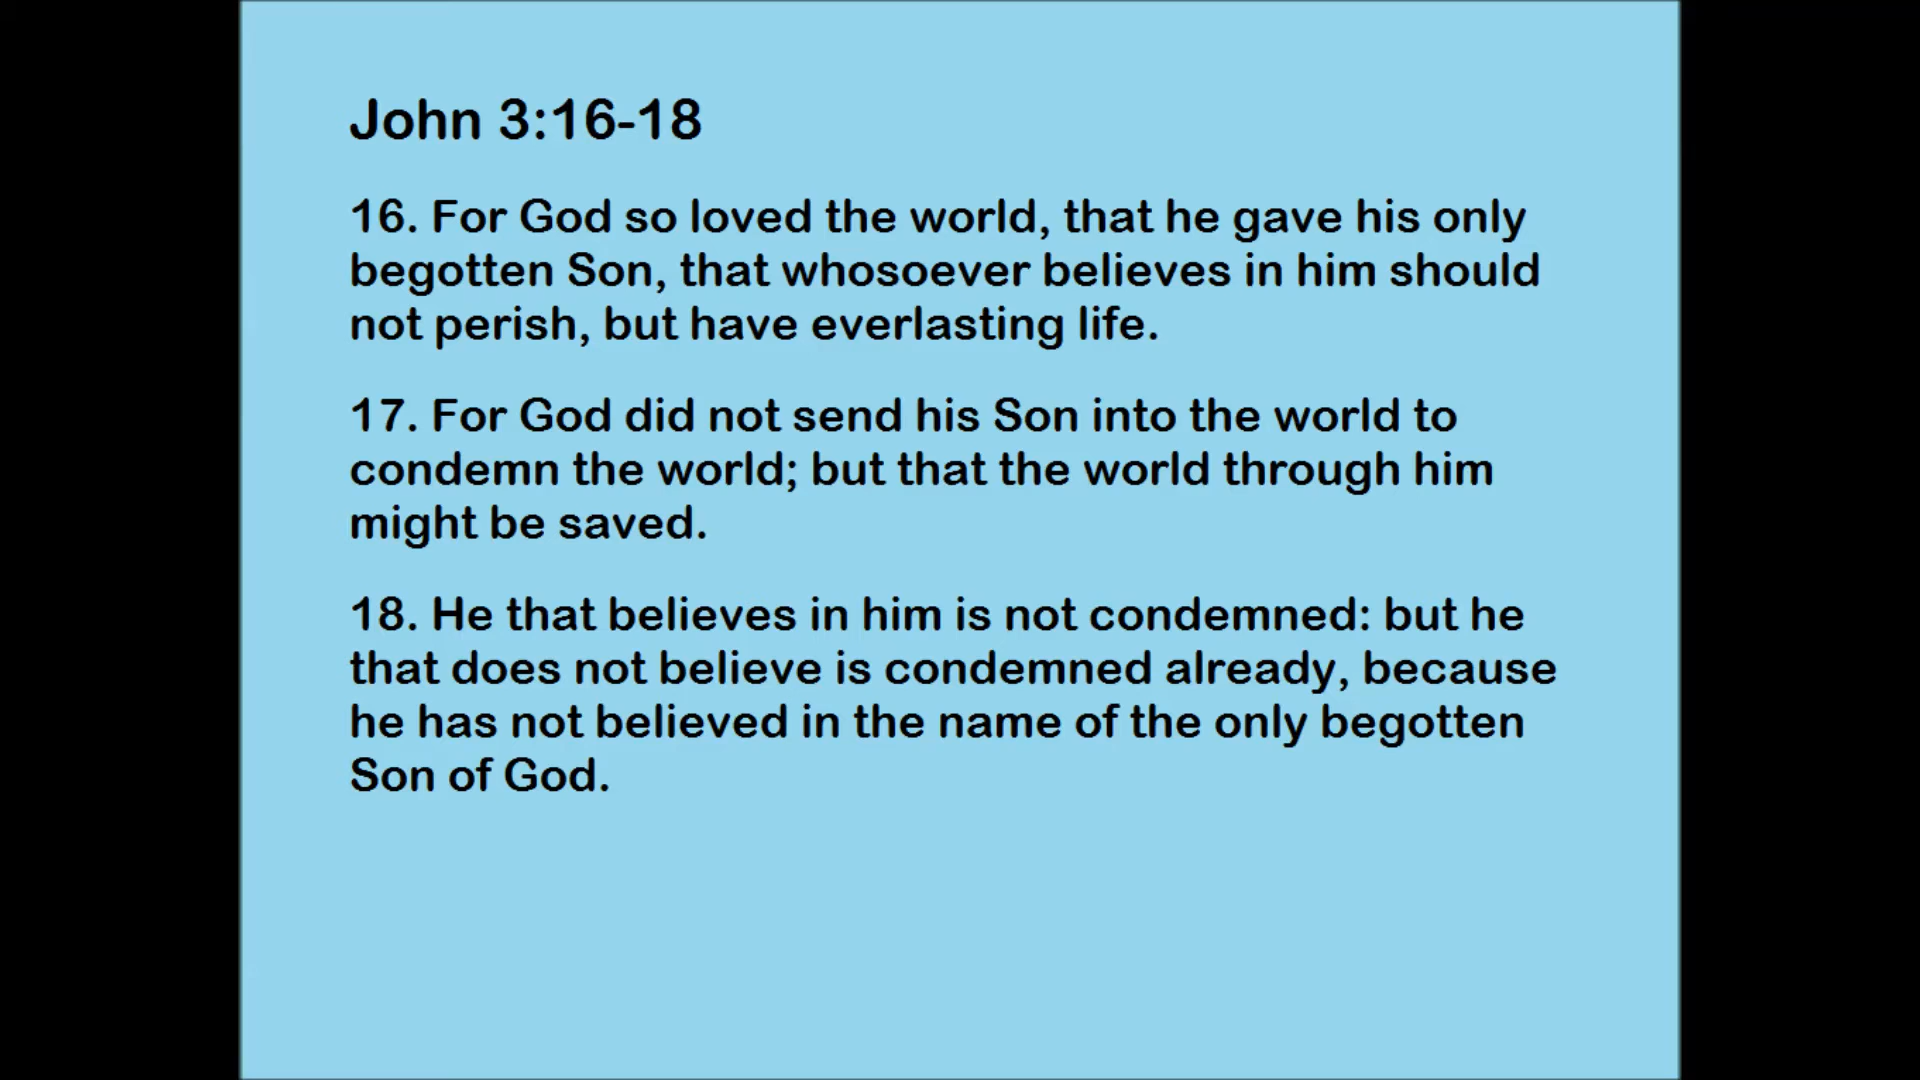 John 3:16-18
16. For God so loved the world, that he gave his only
begotten Son, that whosoever believes in him should
not perish, but have everlasting life.
17. For God did not send his Son into the world to
condemn the world; but that the world through him
might be saved.
18. He that believes in him is not condemned: but he
that does not believe is condemned already, because
he has not believed in the name of the only begotten
Son of God.